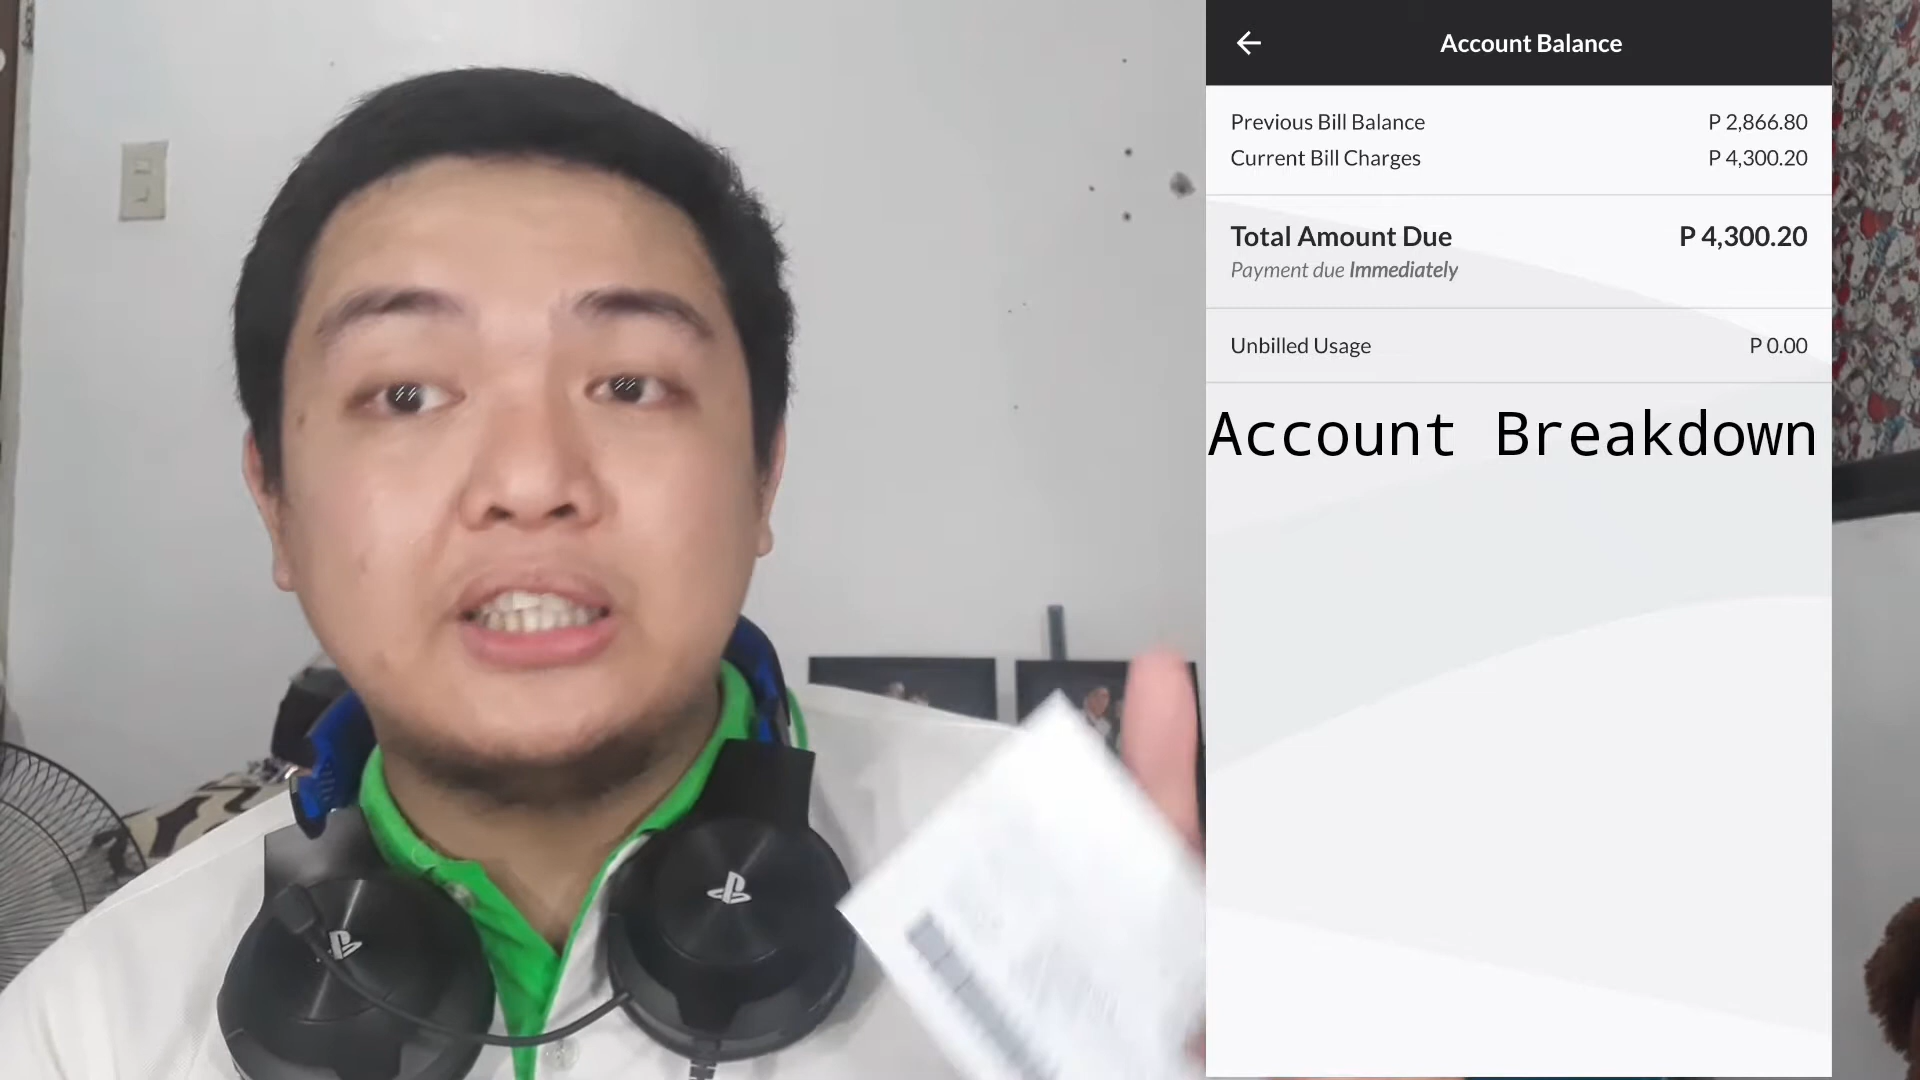 Account Balance
Previous Bill Balance P 2,866.80
Current Bill Charges P 4,300.20
Total Amount Due P 4,300.20
Payment due Immediately
Unbilled Usage P 0.00
Account Breakdown